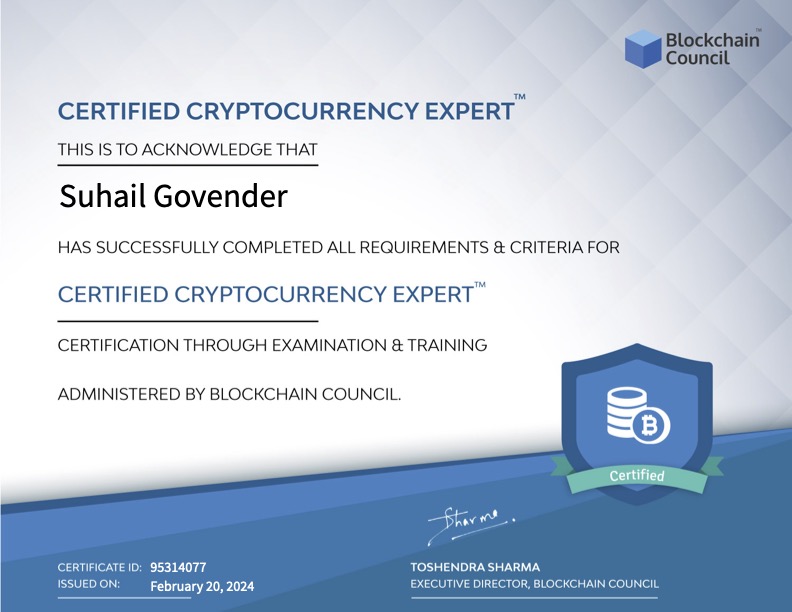 Blockchain™
Council
CERTIFIED CRYPTOCURRENCY EXPERT™
THIS IS TO ACKNOWLEDGE THAT
Suhail Govender
HAS SUCCESSFULLY COMPLETED ALL REQUIREMENTS & CRITERIA FOR
CERTIFIED CRYPTOCURRENCY EXPERT™
CERTIFICATION THROUGH EXAMINATION & TRAINING
ADMINISTERED BY BLOCKCHAIN COUNCIL.
Certified
Sharma
CERTIFICATE ID: 95314077
ISSUED ON: February 20, 2024
TOSHENDRA SHARMA
EXECUTIVE DIRECTOR, BLOCKCHAIN COUNCIL